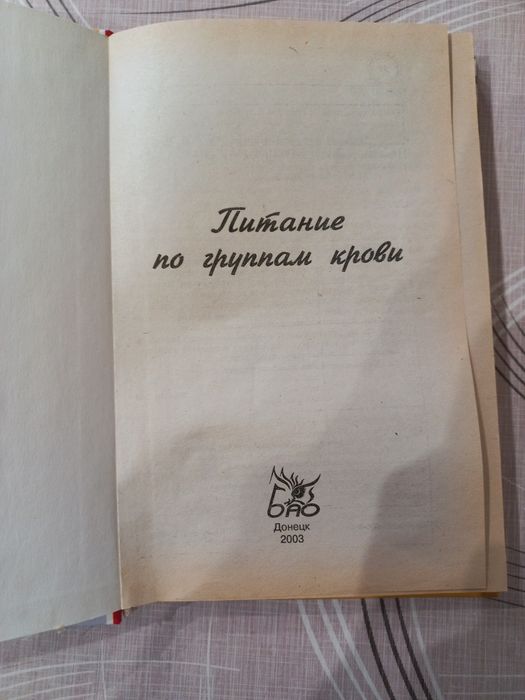 Питание
по группам крови
БАО
Донецк
2003